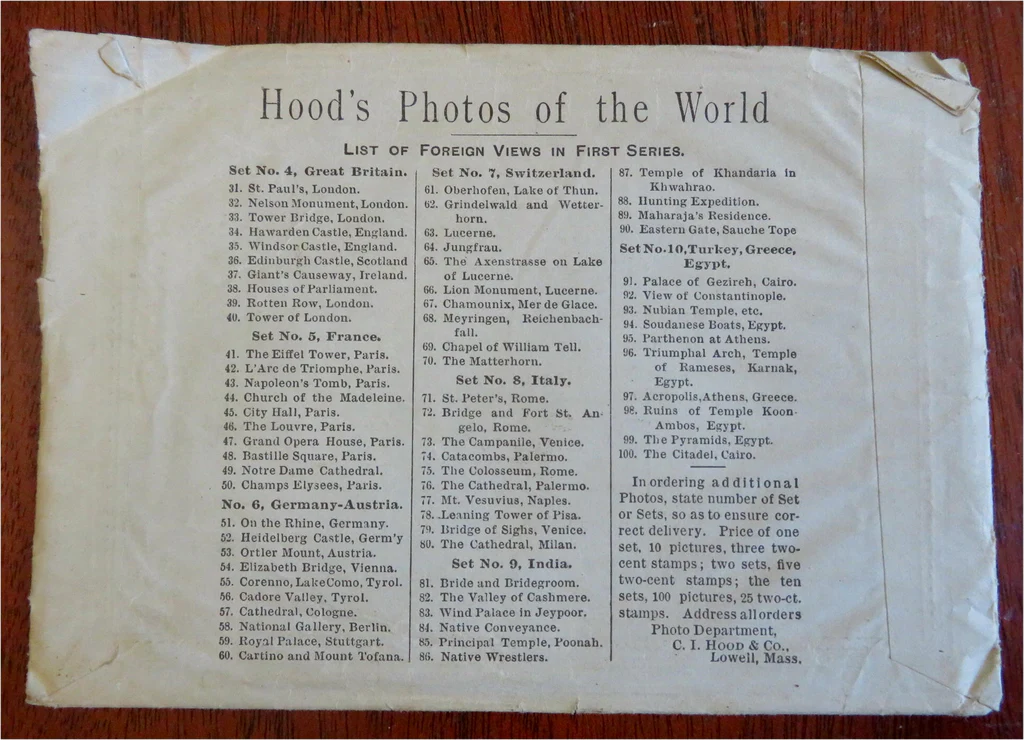 Hood's Photos of the World
LIST OF FOREIGN VIEWS IN FIRST SERIES.
Set No. 4, Great Britain.
31. St. Paul's, London.
32. Nelson Monument, London.
33. Tower Bridge, London.
34. Hawarden Castle, England.
35. Windsor Castle, England.
36. Edinburgh Castle, Scotland
37. Giant's Causeway, Ireland.
38. Houses of Parliament.
39. Rotten Row, London.
40. Tower of London.
Set No. 5, France.
41. The Eiffel Tower, Paris.
42. L'Arc de Triomphe, Paris.
43. Napoleon's Tomb, Paris.
44. Church of the Madeleine.
45. City Hall, Paris.
46. The Louvre, Paris.
47. Grand Opera House, Paris.
48. Bastille Square, Paris.
49. Notre Dame Cathedral.
50. Champs Elysees, Paris.
No. 6, Germany-Austria.
51. On the Rhine, Germany.
52. Heidelberg Castle, Germ'y
53. Ortler Mount, Austria.
54. Elizabeth Bridge, Vienna.
55. Corenno, Lake Como, Tyrol.
56. Cadore Valley, Tyrol.
57. Cathedral, Cologne.
58. National Gallery, Berlin.
59. Royal Palace, Stuttgart.
60. Cartino and Mount Tofana.
Set No. 7, Switzerland.
61. Oberhofen, Lake of Thun.
62. Grindelwald and Wetter-
horn.
63. Lucerne.
64. Jungfrau.
65. The Axenstrasse on Lake
of Lucerne.
66. Lion Monument, Lucerne.
67. Chamounix, Mer de Glace.
68. Meyringen, Reichenbach-
fall.
69. Chapel of William Tell.
70. The Matterhorn.
Set No. 8, Italy.
71. St. Peter's, Rome.
72. Bridge and Fort St. An-
gelo, Rome.
73. The Campanile, Venice.
74. Catacombs, Palermo.
75. The Colosseum, Rome.
76. The Cathedral, Palermo.
77. Mt. Vesuvius, Naples.
78. Leaning Tower of Pisa.
79. Bridge of Sighs, Venice.
80. The Cathedral, Milan.
Set No. 9, India.
81. Bride and Bridegroom.
82. The Valley of Cashmere.
83. Wind Palace in Jeypoor.
84. Native Conveyance.
85. Principal Temple, Poonah.
86. Native Wrestlers.
87. Temple of Khandaria in
Khwahrao.
88. Hunting Expedition.
89. Maharaja's Residence.
90. Eastern Gate, Sauche Tope
Set No. 10, Turkey, Greece,
Egypt.
91. Palace of Gezireh, Cairo.
92. View of Constantinople.
93. Nubian Temple, etc.
94. Soudanese Boats, Egypt.
95. Parthenon at Athens.
96. Triumphal Arch, Temple
of Rameses, Karnak,
Egypt.
97. Acropolis, Athens, Greece.
98. Ruins of Temple Koon-
Ambos, Egypt.
99. The Pyramids, Egypt.
100. The Citadel, Cairo.
In ordering additional
Photos, state number of Set
or Sets, so as to ensure cor-
rect delivery. Price of one
set, 10 pictures, three two-
cent stamps; two sets, five
two-cent stamps; the ten
sets, 100 pictures, 25 two-ct.
stamps. Address all orders
Photo Department,
C. I. HOOD & CO.,
Lowell, Mass.